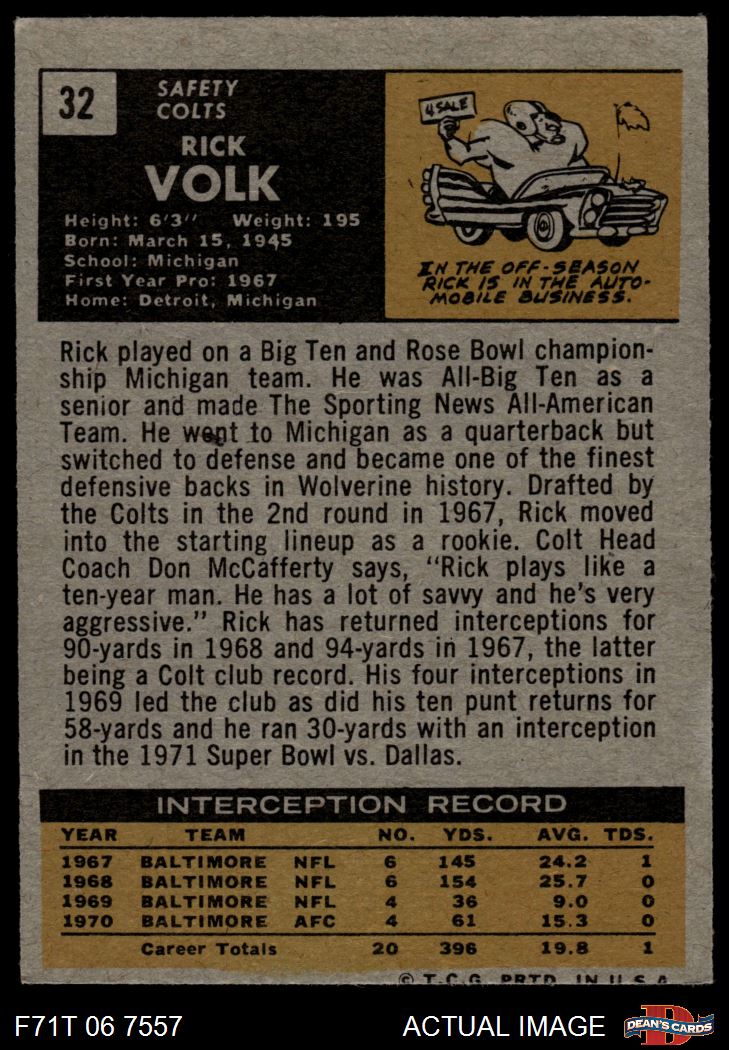 32
SAFETY
COLTS
RICK
VOLK
Height: 6'3" Weight: 195
Born: March 15, 1945
School: Michigan
First Year Pro: 1967
Home: Detroit, Michigan
4 SALE
IN THE OFF-SEASON
RICK IS IN THE AUTO-
MOBILE BUSINESS.
Rick played on a Big Ten and Rose Bowl champion-
ship Michigan team. He was All-Big Ten as a
senior and made The Sporting News All-American
Team. He went to Michigan as a quarterback but
switched to defense and became one of the finest
defensive backs in Wolverine history. Drafted by
the Colts in the 2nd round in 1967, Rick moved
into the starting lineup as a rookie. Colt Head
Coach Don McCafferty says, "Rick plays like a
ten-year man. He has a lot of savvy and he's very
aggressive." Rick has returned interceptions for
90-yards in 1968 and 94-yards in 1967, the latter
being a Colt club record. His four interceptions in
1969 led the club as did his ten punt returns for
58-yards and he ran 30-yards with an interception
in the 1971 Super Bowl vs. Dallas.
INTERCEPTION RECORD
YEAR TEAM NO. YDS. AVG. TDS.
1967 BALTIMORE NFL 6 145 24.2 1
1968 BALTIMORE NFL 6 154 25.7 0
1969 BALTIMORE NFL 4 36 9.0 0
1970 BALTIMORE AFC 4 61 15.3 0
Career Totals 20 396 19.8 1
© T.C.G. PRTD. IN U.S.A.
F71T 06 7557 ACTUAL IMAGE
D
DEAN'S CARDS